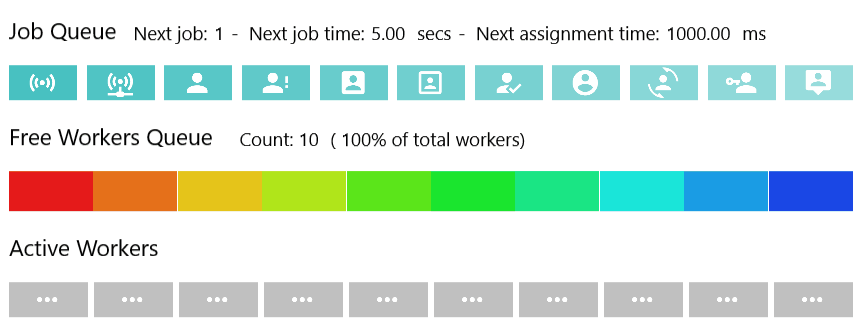 Job Queue Next job: 1 - Next job time: 5.00 secs - Next assignment time: 1000.00 ms
Free Workers Queue Count: 10 ( 100% of total workers)
Active Workers